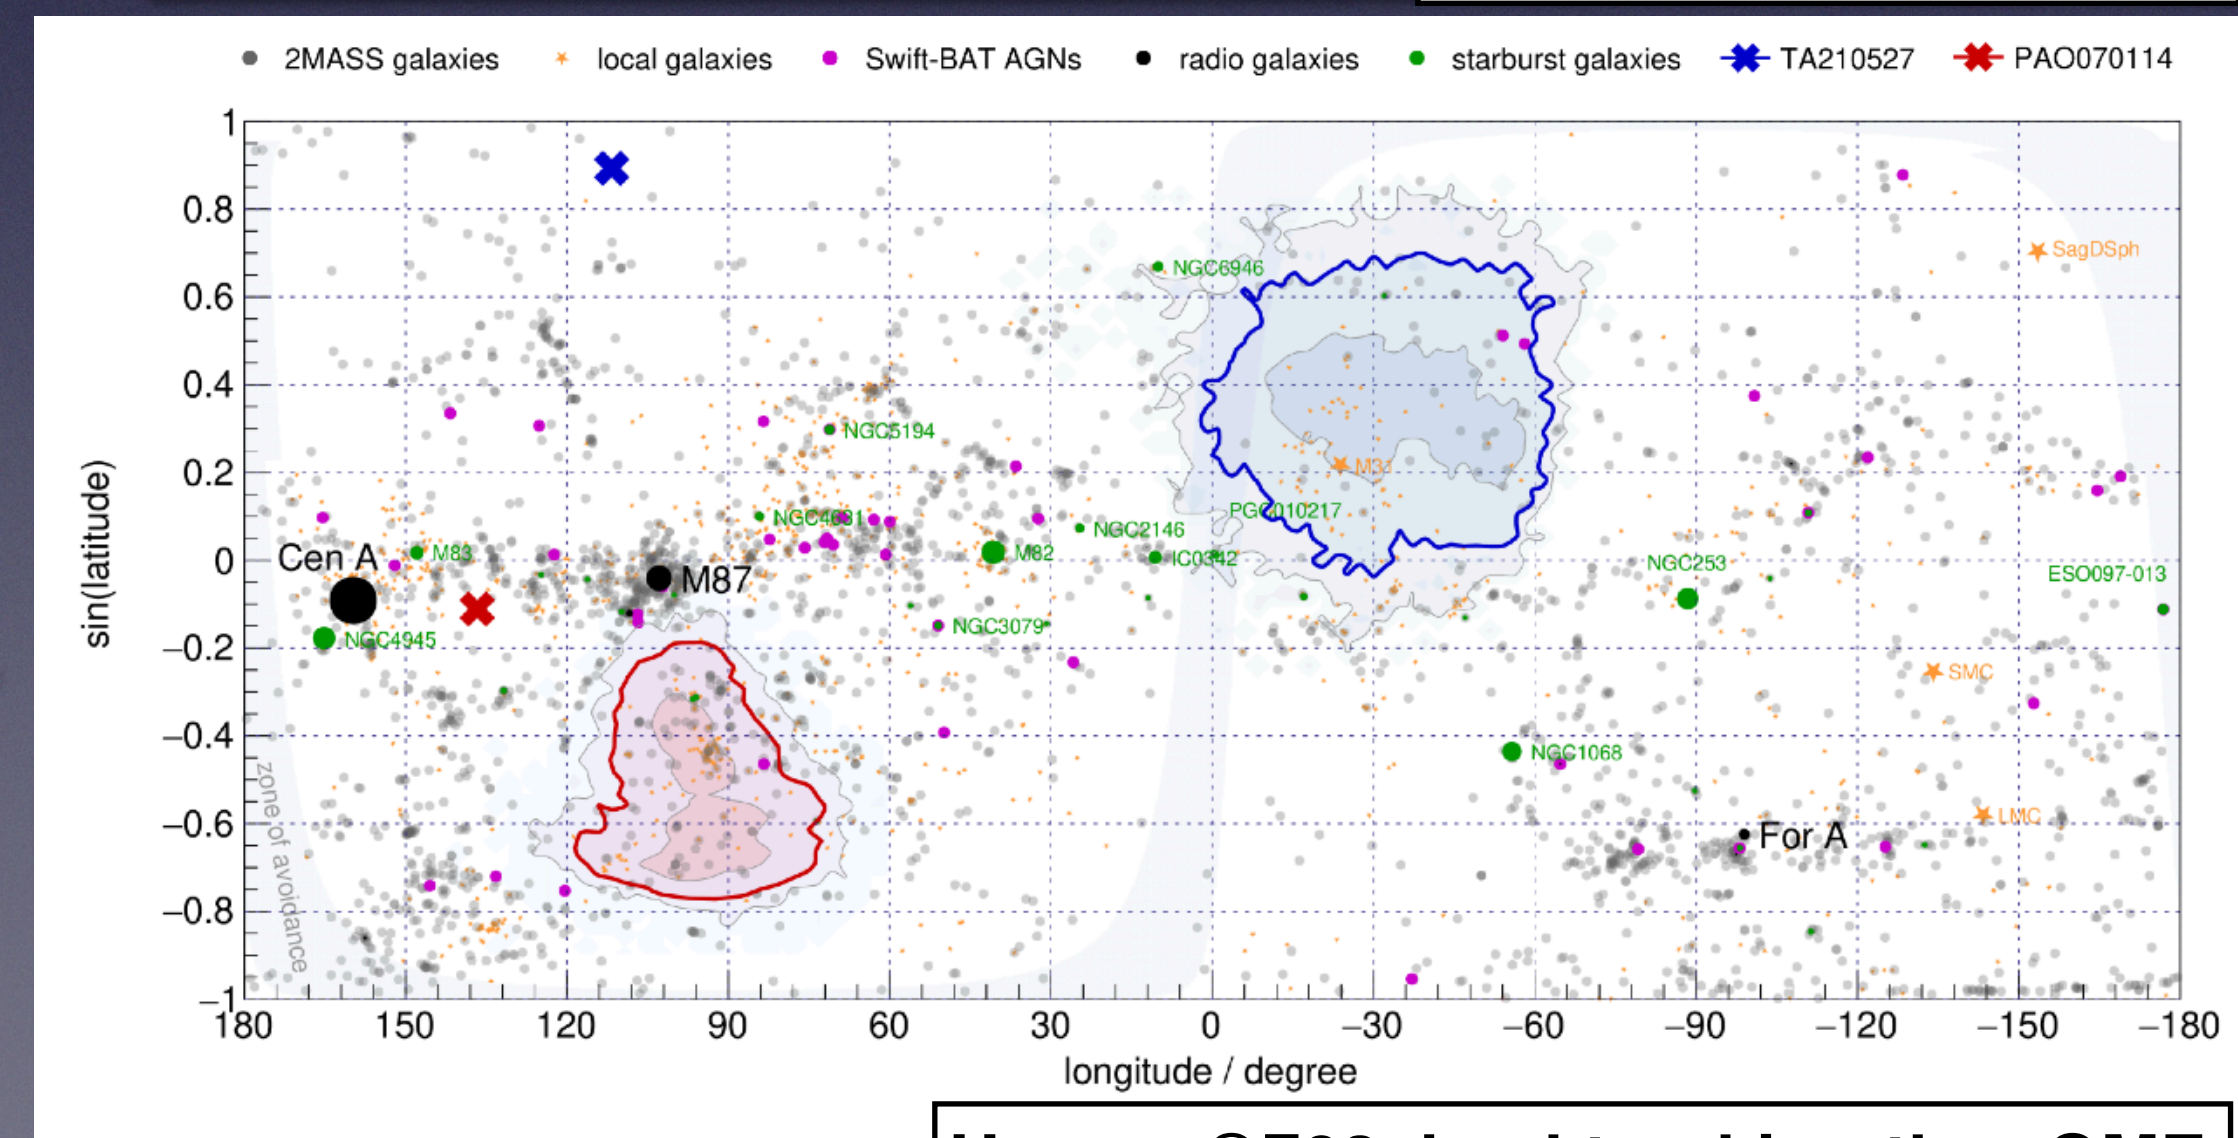 2MASS galaxies local galaxies Swift-BAT AGNs radio galaxies starburst galaxies TA210527 PAO070114
1
0.8
0.6
0.4
0.2
0
−0.2
−0.4
−0.6
−0.8
−1
sin(latitude)
SagDSph
NGC6946
NGC5194
M31
PGC010217
NGC4631
NGC2146
M83
M82
IC0342
Cen A
M87
NGC253
ESO097-013
NGC4945
NGC3079
SMC
NGC1068
zone of avoidance
LMC
For A
180 150 120 90 60 30 0 −30 −60 −90 −120 −150 −180
longitude / degree